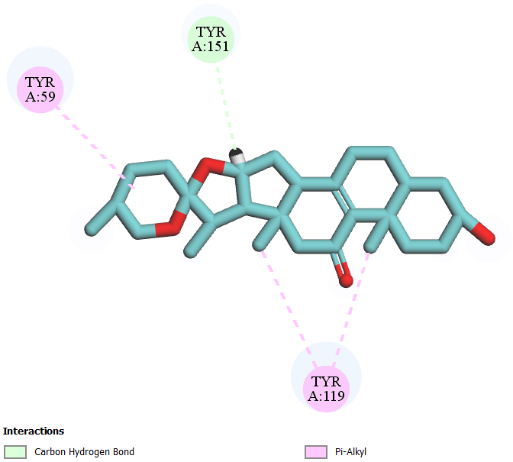 TYR
A:151
TYR
A:59
TYR
A:119
Interactions
Carbon Hydrogen Bond
Pi-Alkyl